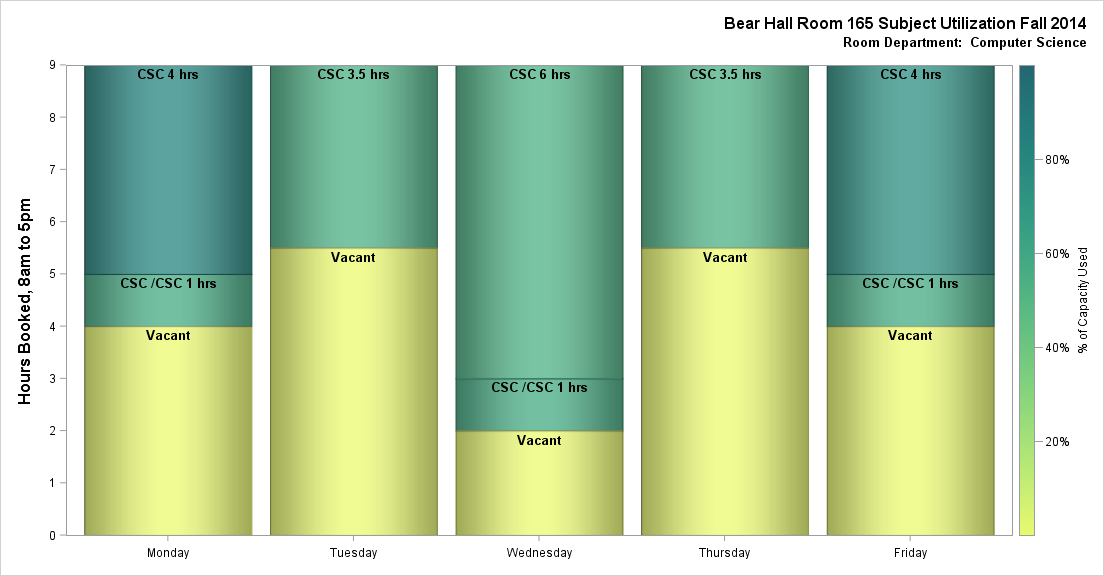 Bear Hall Room 165 Subject Utilization Fall 2014
Room Department:  Computer Science
Hours Booked, 8am to 5pm
9
8
7
6
5
4
3
2
1
0
CSC 4 hrs
CSC /CSC 1 hrs
Vacant
CSC 3.5 hrs
Vacant
CSC 6 hrs
CSC /CSC 1 hrs
Vacant
CSC 3.5 hrs
Vacant
CSC 4 hrs
CSC /CSC 1 hrs
Vacant
Monday
Tuesday
Wednesday
Thursday
Friday
80%
60%
40%
20%
% of Capacity Used